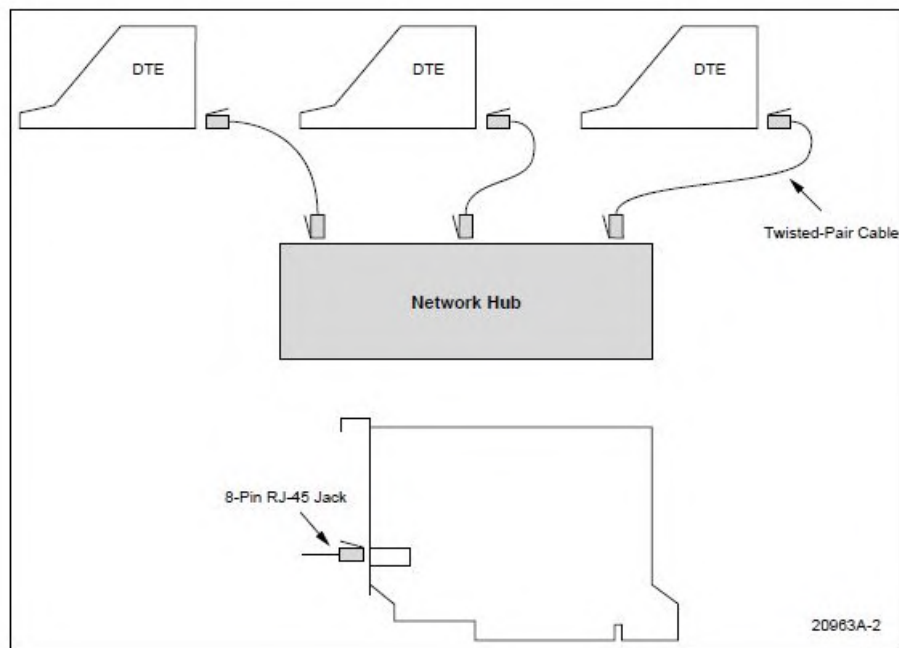 DTE
DTE
DTE
Twisted-Pair Cable
Network Hub
8-Pin RJ-45 Jack
20963A-2